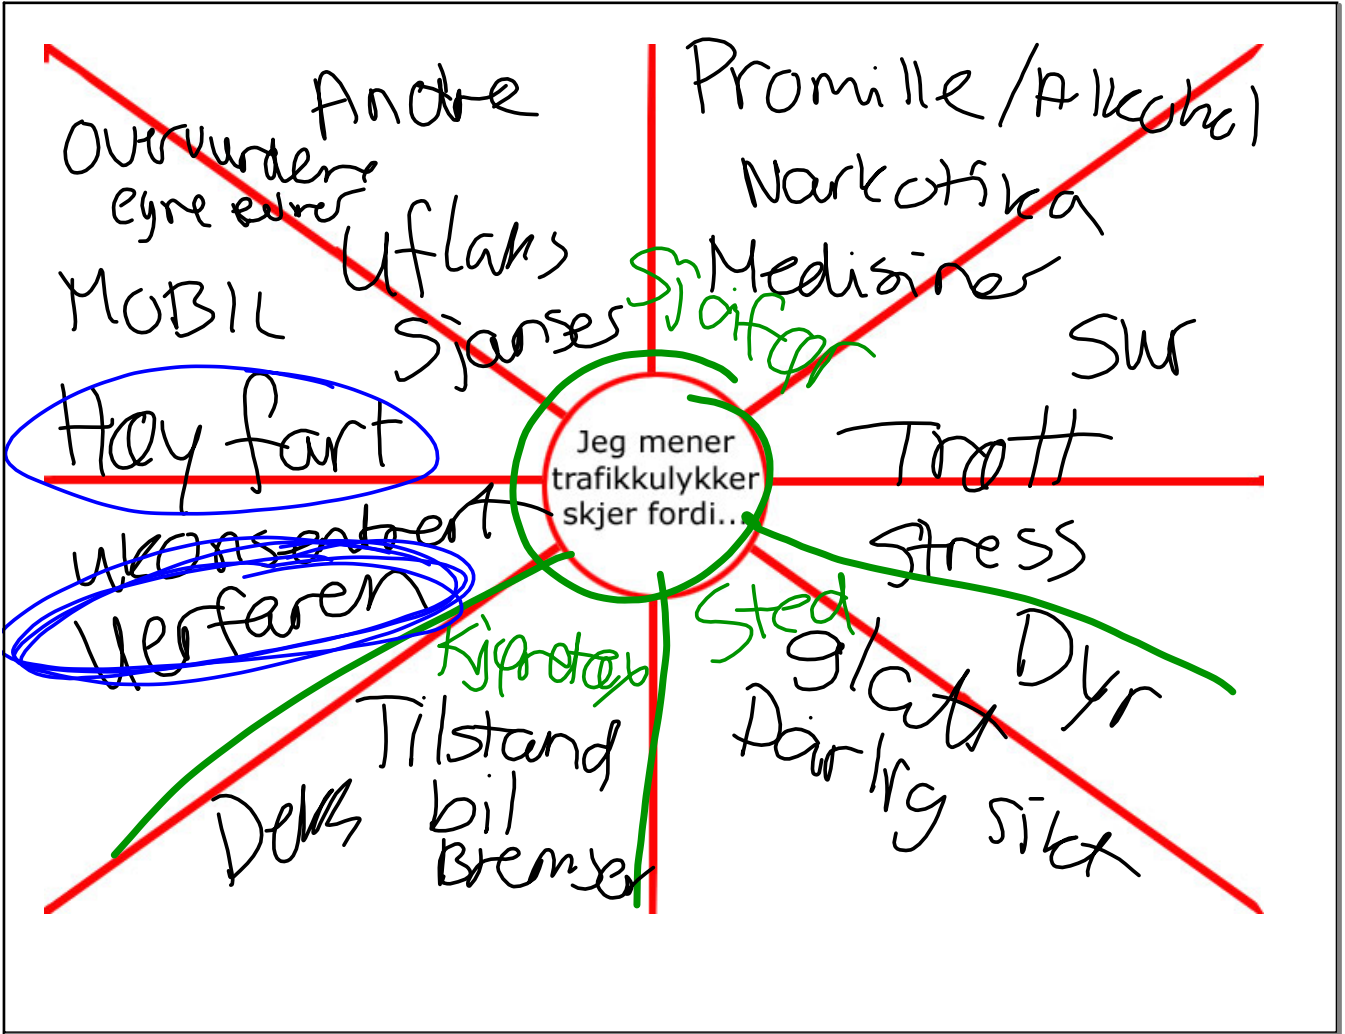 Andre
Overvurdere
egne evner
Uflaks
MOBIL
Sjanser
Høy fart
ukonsentrert
Uerfaren
Promille / Alkohol
Narkotika
Medisiner
Sjåfør
Sur
Trøtt
Jeg mener
trafikkulykker
skjer fordi...
Stress
Sted
glatt
Dyr
Dårlig sikt
Kjøretøy
Tilstand
bil
Dekk
Bremser